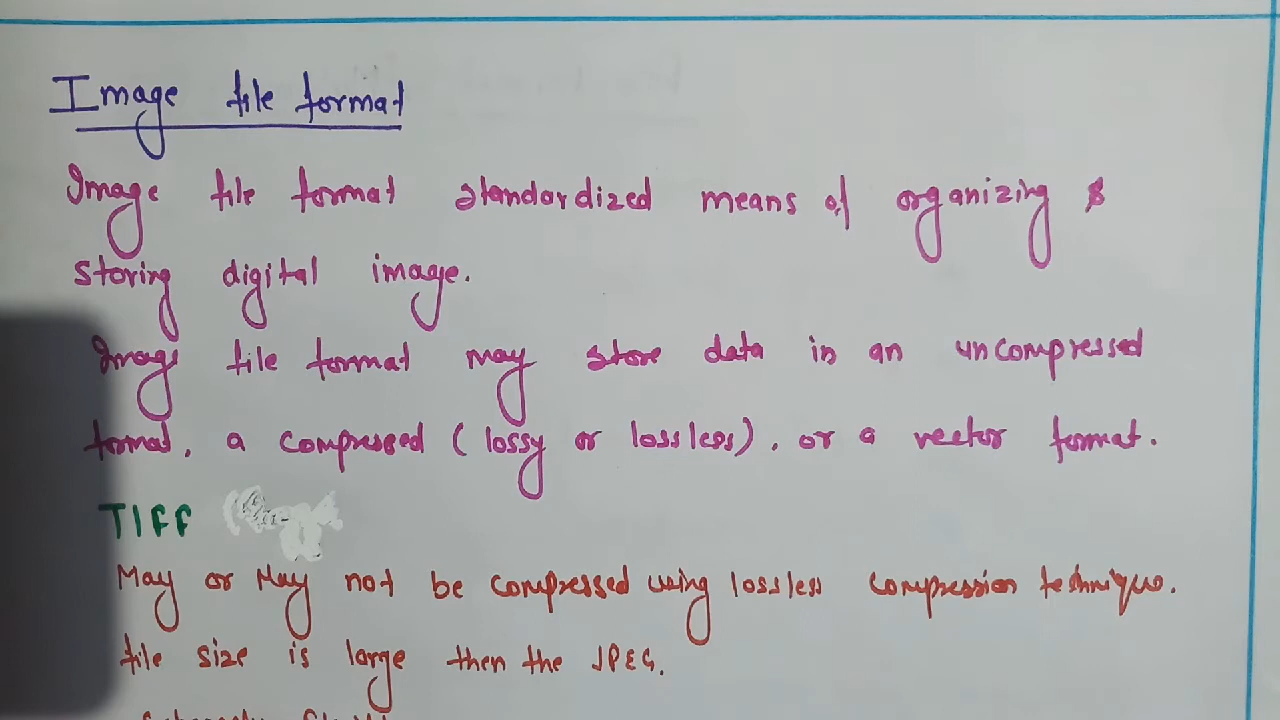 Image file format
Image file format standardized means of organizing &
storing digital image.
Image file format may store data in an uncompressed
format, a compressed (lossy or lossless), or a vector format.
TIFF
May or May not be compressed using lossless compression technique.
file size is large then the JPEG.